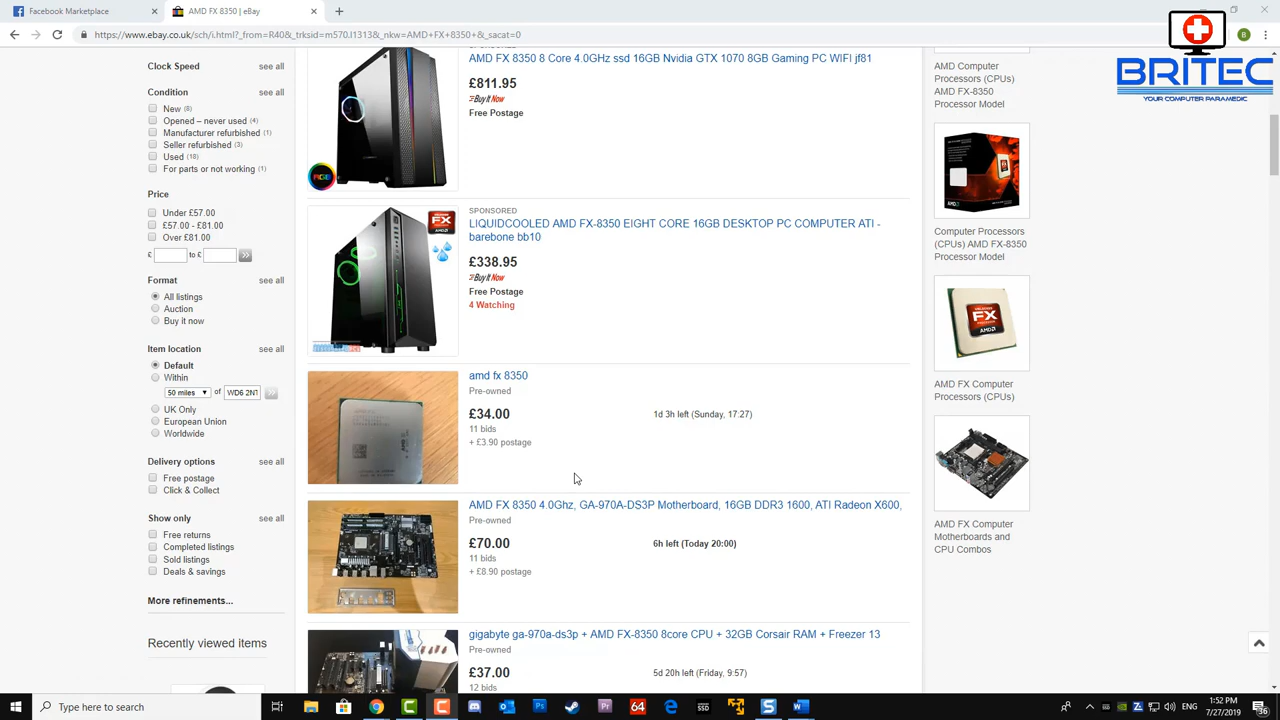 Facebook Marketplace
AMD FX 8350 | eBay
https://www.ebay.co.uk/sch/i.html?_from=R40&_trksid=m570.l1313&_nkw=AMD+FX+8350+&_sacat=0
B
BRITEC
YOUR COMPUTER PARAMEDIC
Clock Speed
see all
Condition
see all
New (8)
Opened – never used (4)
Manufacturer refurbished (1)
Seller refurbished (3)
Used (18)
For parts or not working (1)
Price
Under £57.00
£57.00 - £81.00
Over £81.00
£
to £
Format
see all
All listings
Auction
Buy it now
Item location
see all
Default
Within
50 miles
of
WD6 2NT
UK Only
European Union
Worldwide
Delivery options
see all
Free postage
Click & Collect
Show only
see all
Free returns
Completed listings
Sold listings
Deals & savings
More refinements...
Recently viewed items
AMD FX 8350 8 Core 4.0GHz ssd 16GB Nvidia GTX 1070 8GB Gaming PC WIFI jf81
£811.95
Buy It Now
Free Postage
RGB
SPONSORED
LIQUIDCOOLED AMD FX-8350 EIGHT CORE 16GB DESKTOP PC COMPUTER ATI -
barebone bb10
£338.95
Buy It Now
Free Postage
4 Watching
FX
AMD
amd fx 8350
Pre-owned
£34.00
1d 3h left (Sunday, 17:27)
11 bids
+ £3.90 postage
AMD FX 8350 4.0Ghz, GA-970A-DS3P Motherboard, 16GB DDR3 1600, ATI Radeon X600,
Pre-owned
£70.00
6h left (Today 20:00)
11 bids
+ £8.90 postage
gigabyte ga-970a-ds3p + AMD FX-8350 8core CPU + 32GB Corsair RAM + Freezer 13
Pre-owned
£37.00
5d 20h left (Friday, 9:57)
12 bids
AMD Computer
Processors (CPUs)
AMD FX-8350
Processor Model
Computer Processors
(CPUs) AMD FX-8350
Processor Model
FX
AMD
AMD FX Computer
Processors (CPUs)
AMD FX Computer
Motherboards and
CPU Combos
Type here to search
64
SSD
ENG
1:52 PM
7/27/2019
36